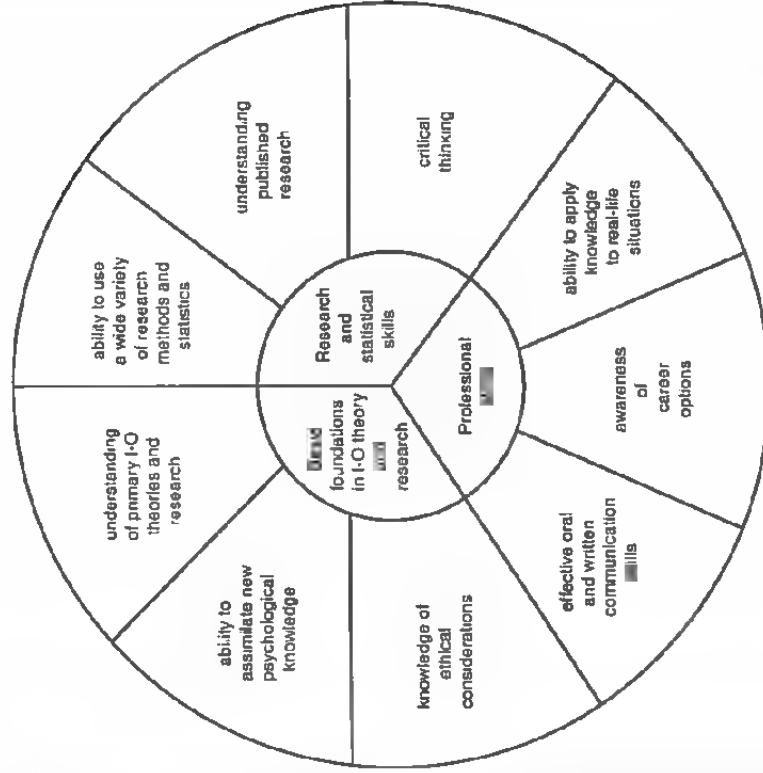 Research
and
statistical
skills
foundations
in I-O theory
research
Professional
ability to use
a wide variety
of research
methods and
statistics
understanding
published
research
critical
thinking
ability to apply
knowledge
to real-life
situations
awareness
of
career
options
effective oral
and written
communication
knowledge of
ethical
considerations
ability to
assimilate new
psychological
knowledge
understanding
of primary I-O
theories and
research